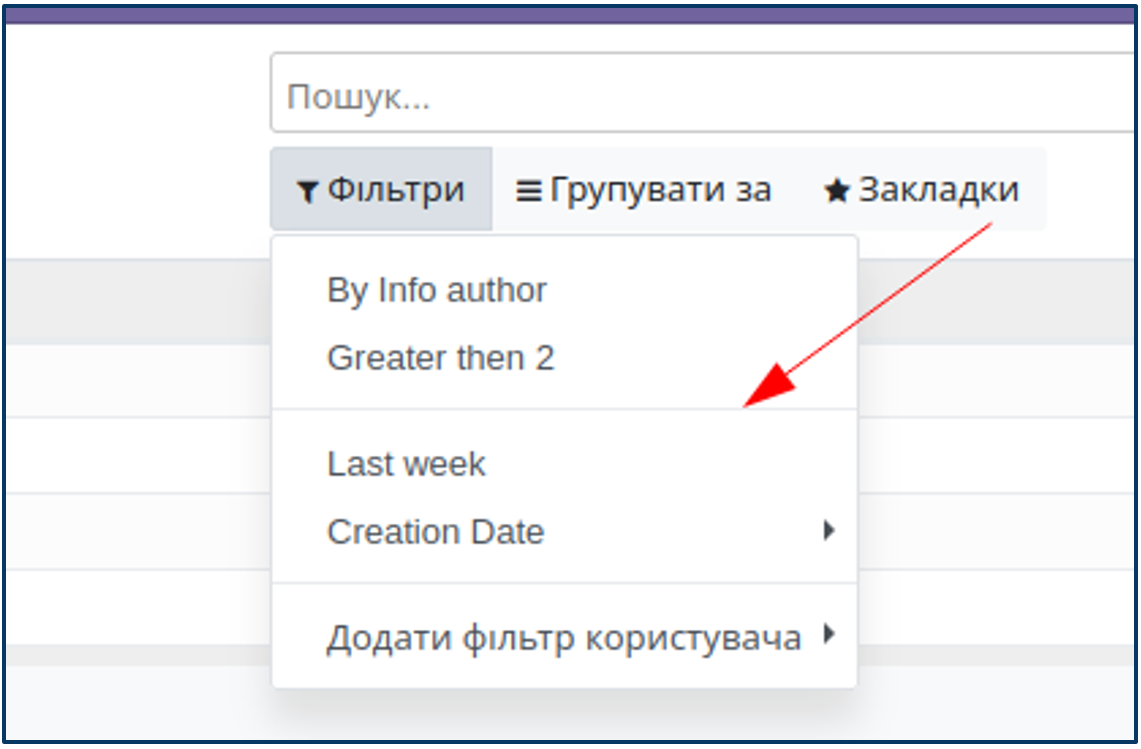 Пошук...
Фільтри Групувати за Закладки
By Info author
Greater then 2
Last week
Creation Date
Додати фільтр користувача